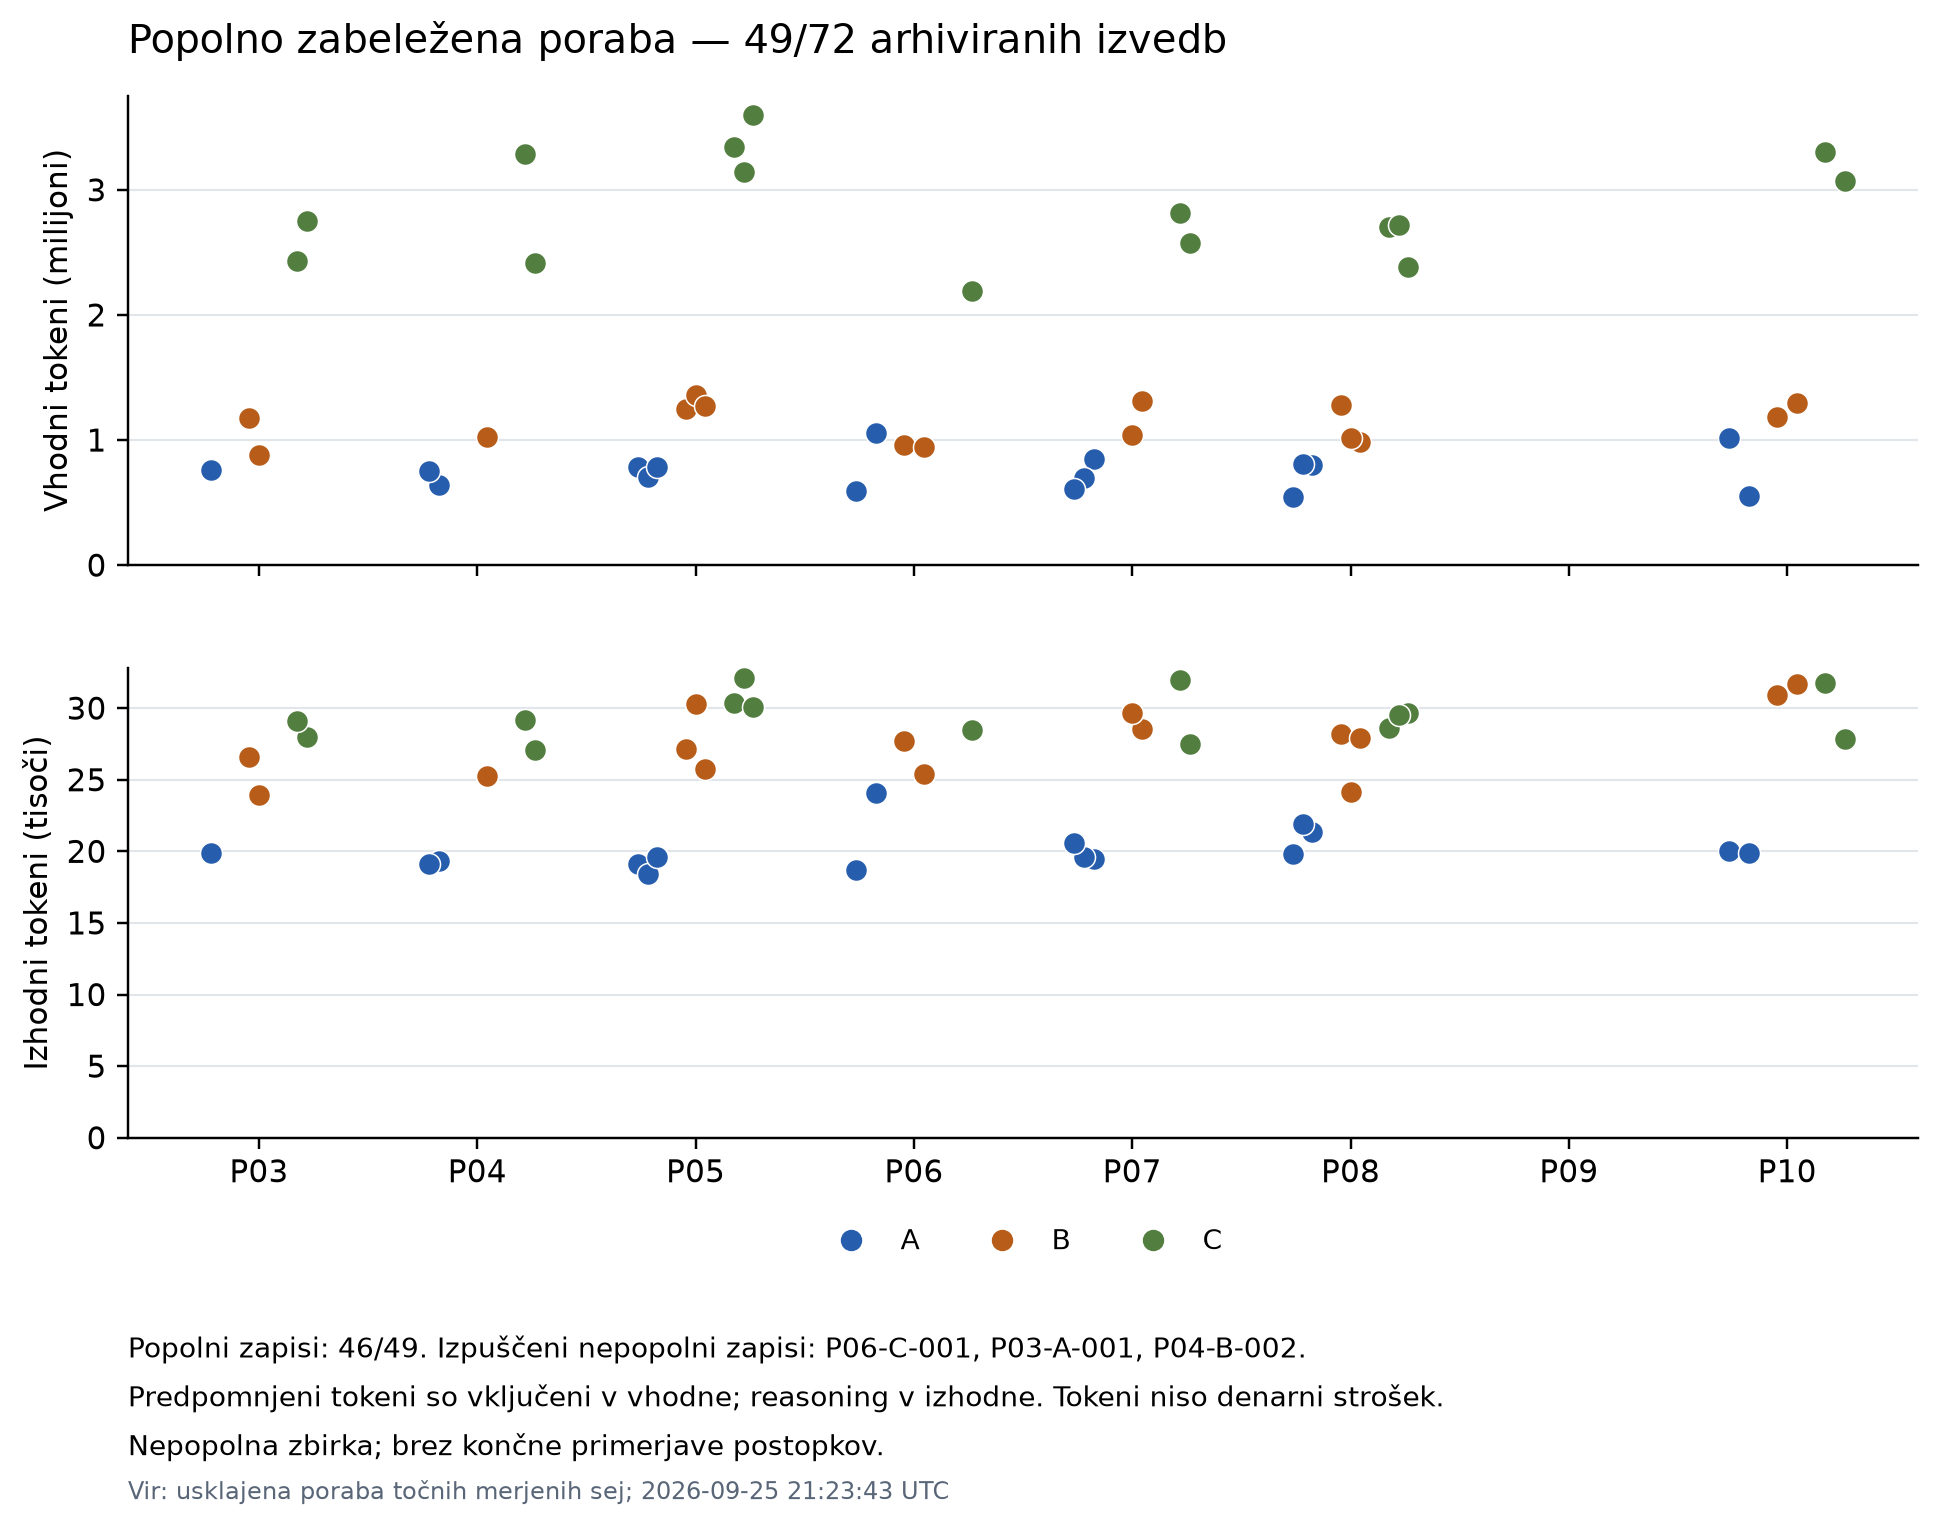 Popolno zabeležena poraba — 49/72 arhiviranih izvedb
Vhodni tokeni (milijoni)
3
2
1
0
Izhodni tokeni (tisoči)
30
25
20
15
10
5
0
P03 P04 P05 P06 P07 P08 P09 P10
A B C
Popolni zapisi: 46/49. Izpuščeni nepopolni zapisi: P06-C-001, P03-A-001, P04-B-002.
Predpomnjeni tokeni so vključeni v vhodne; reasoning v izhodne. Tokeni niso denarni strošek.
Nepopolna zbirka; brez končne primerjave postopkov.
Vir: usklajena poraba točnih merjenih sej; 2026-09-25 21:23:43 UTC